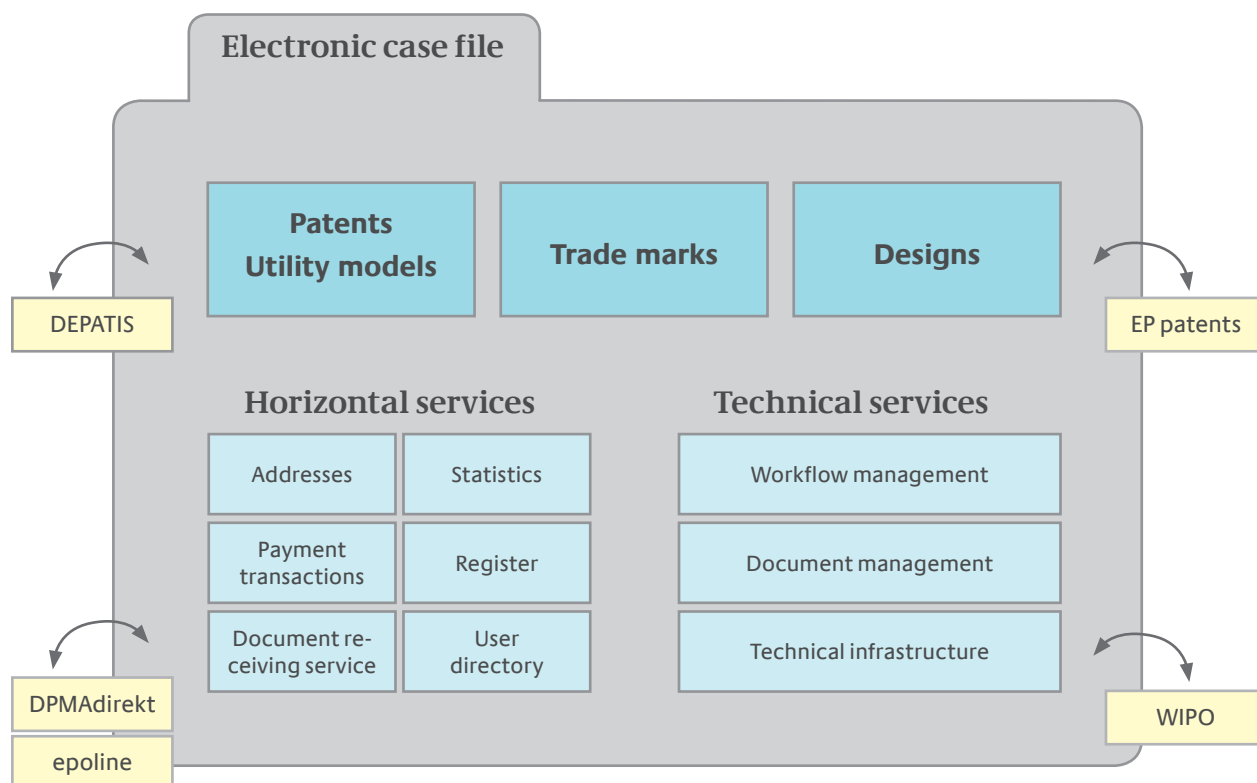 Electronic case file
Patents
Utility models
Trade marks
Designs
DEPATIS
EP patents
Horizontal services
Technical services
Addresses
Statistics
Workflow management
Payment
transactions
Register
Document management
Document re-
ceiving service
User
directory
Technical infrastructure
DPMAdirekt
epoline
WIPO